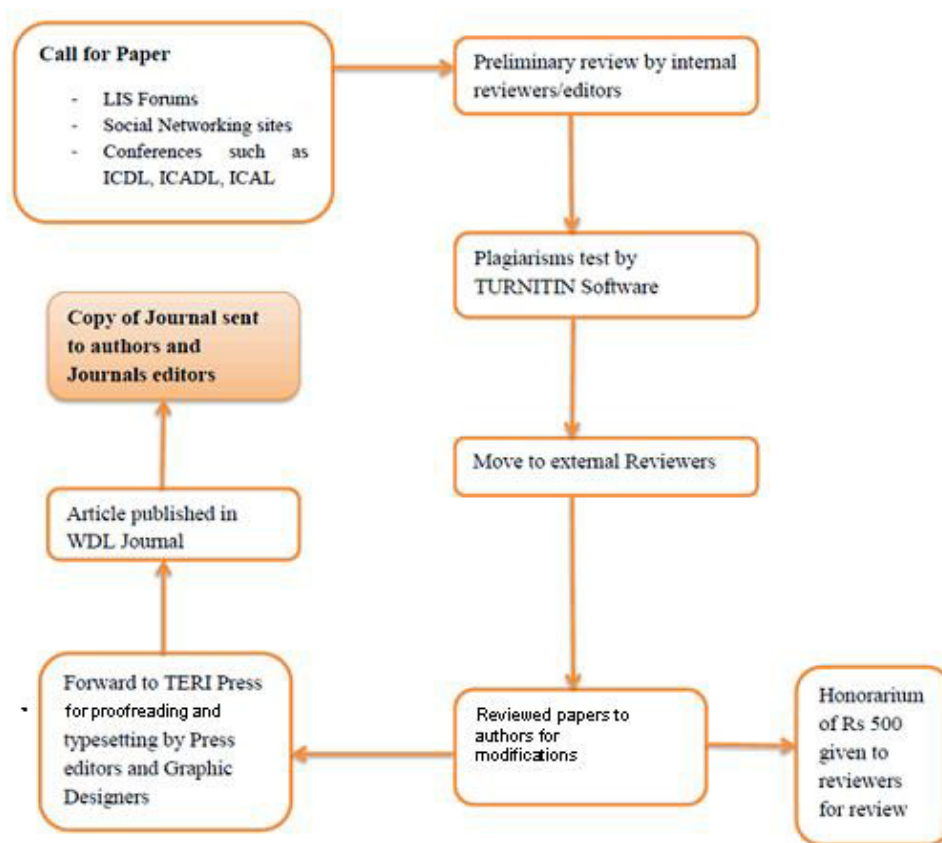 Call for Paper
- LIS Forums
- Social Networking sites
- Conferences such as
ICDL, ICADL, ICAL
Preliminary review by internal
reviewers/editors
Plagiarisms test by
TURNITIN Software
Move to external Reviewers
Reviewed papers to
authors for
modifications
Honorarium
of Rs 500
given to
reviewers
for review
Forward to TERI Press
for proofreading and
typesetting by Press
editors and Graphic
Designers
Article published in
WDL Journal
Copy of Journal sent
to authors and
Journals editors